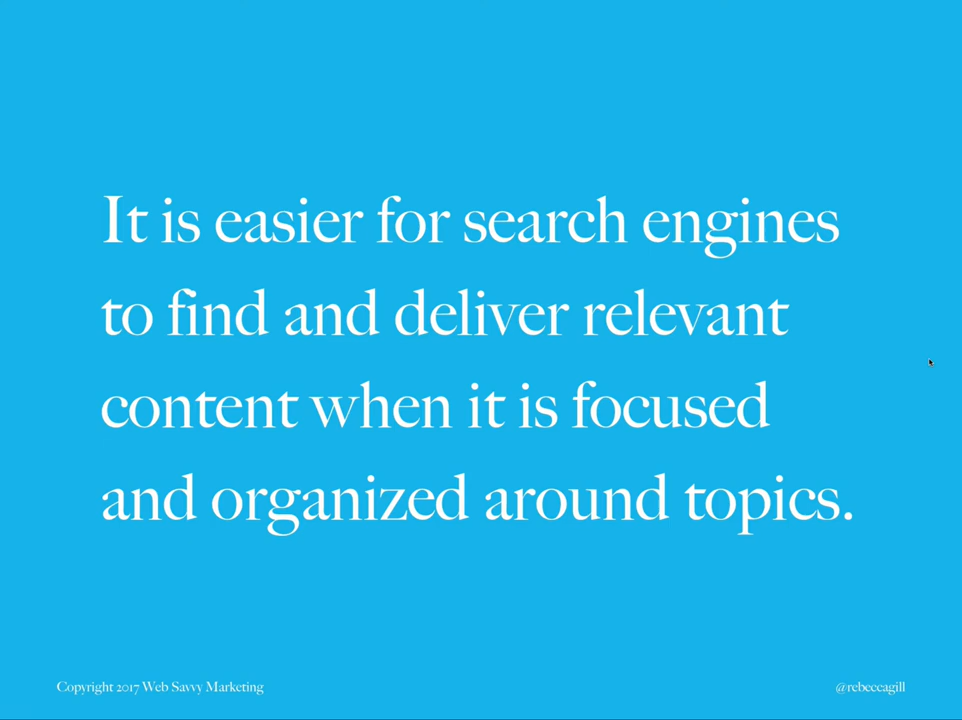 It is easier for search engines
to find and deliver relevant
content when it is focused
and organized around topics.
Copyright 2017 Web Savvy Marketing
@rebeccagill